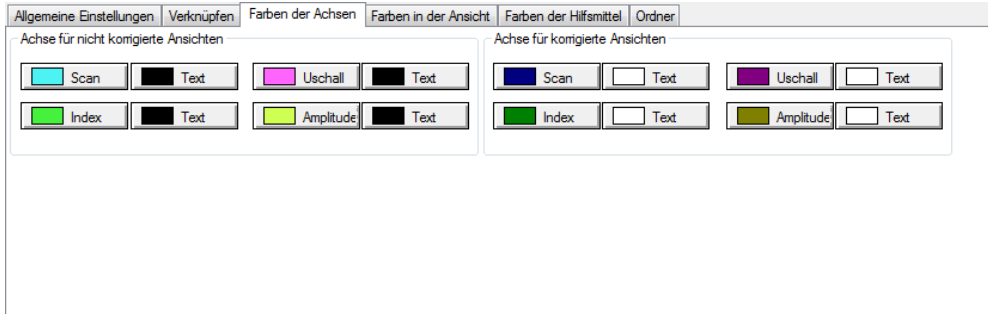 Allgemeine Einstellungen Verknüpfen Farben der Achsen Farben in der Ansicht Farben der Hilfsmittel Ordner
Achse für nicht korrigierte Ansichten Achse für korrigierte Ansichten
Scan Text Uschall Text Scan Text Uschall Text
Index Text Amplitude Text Index Text Amplitude Text